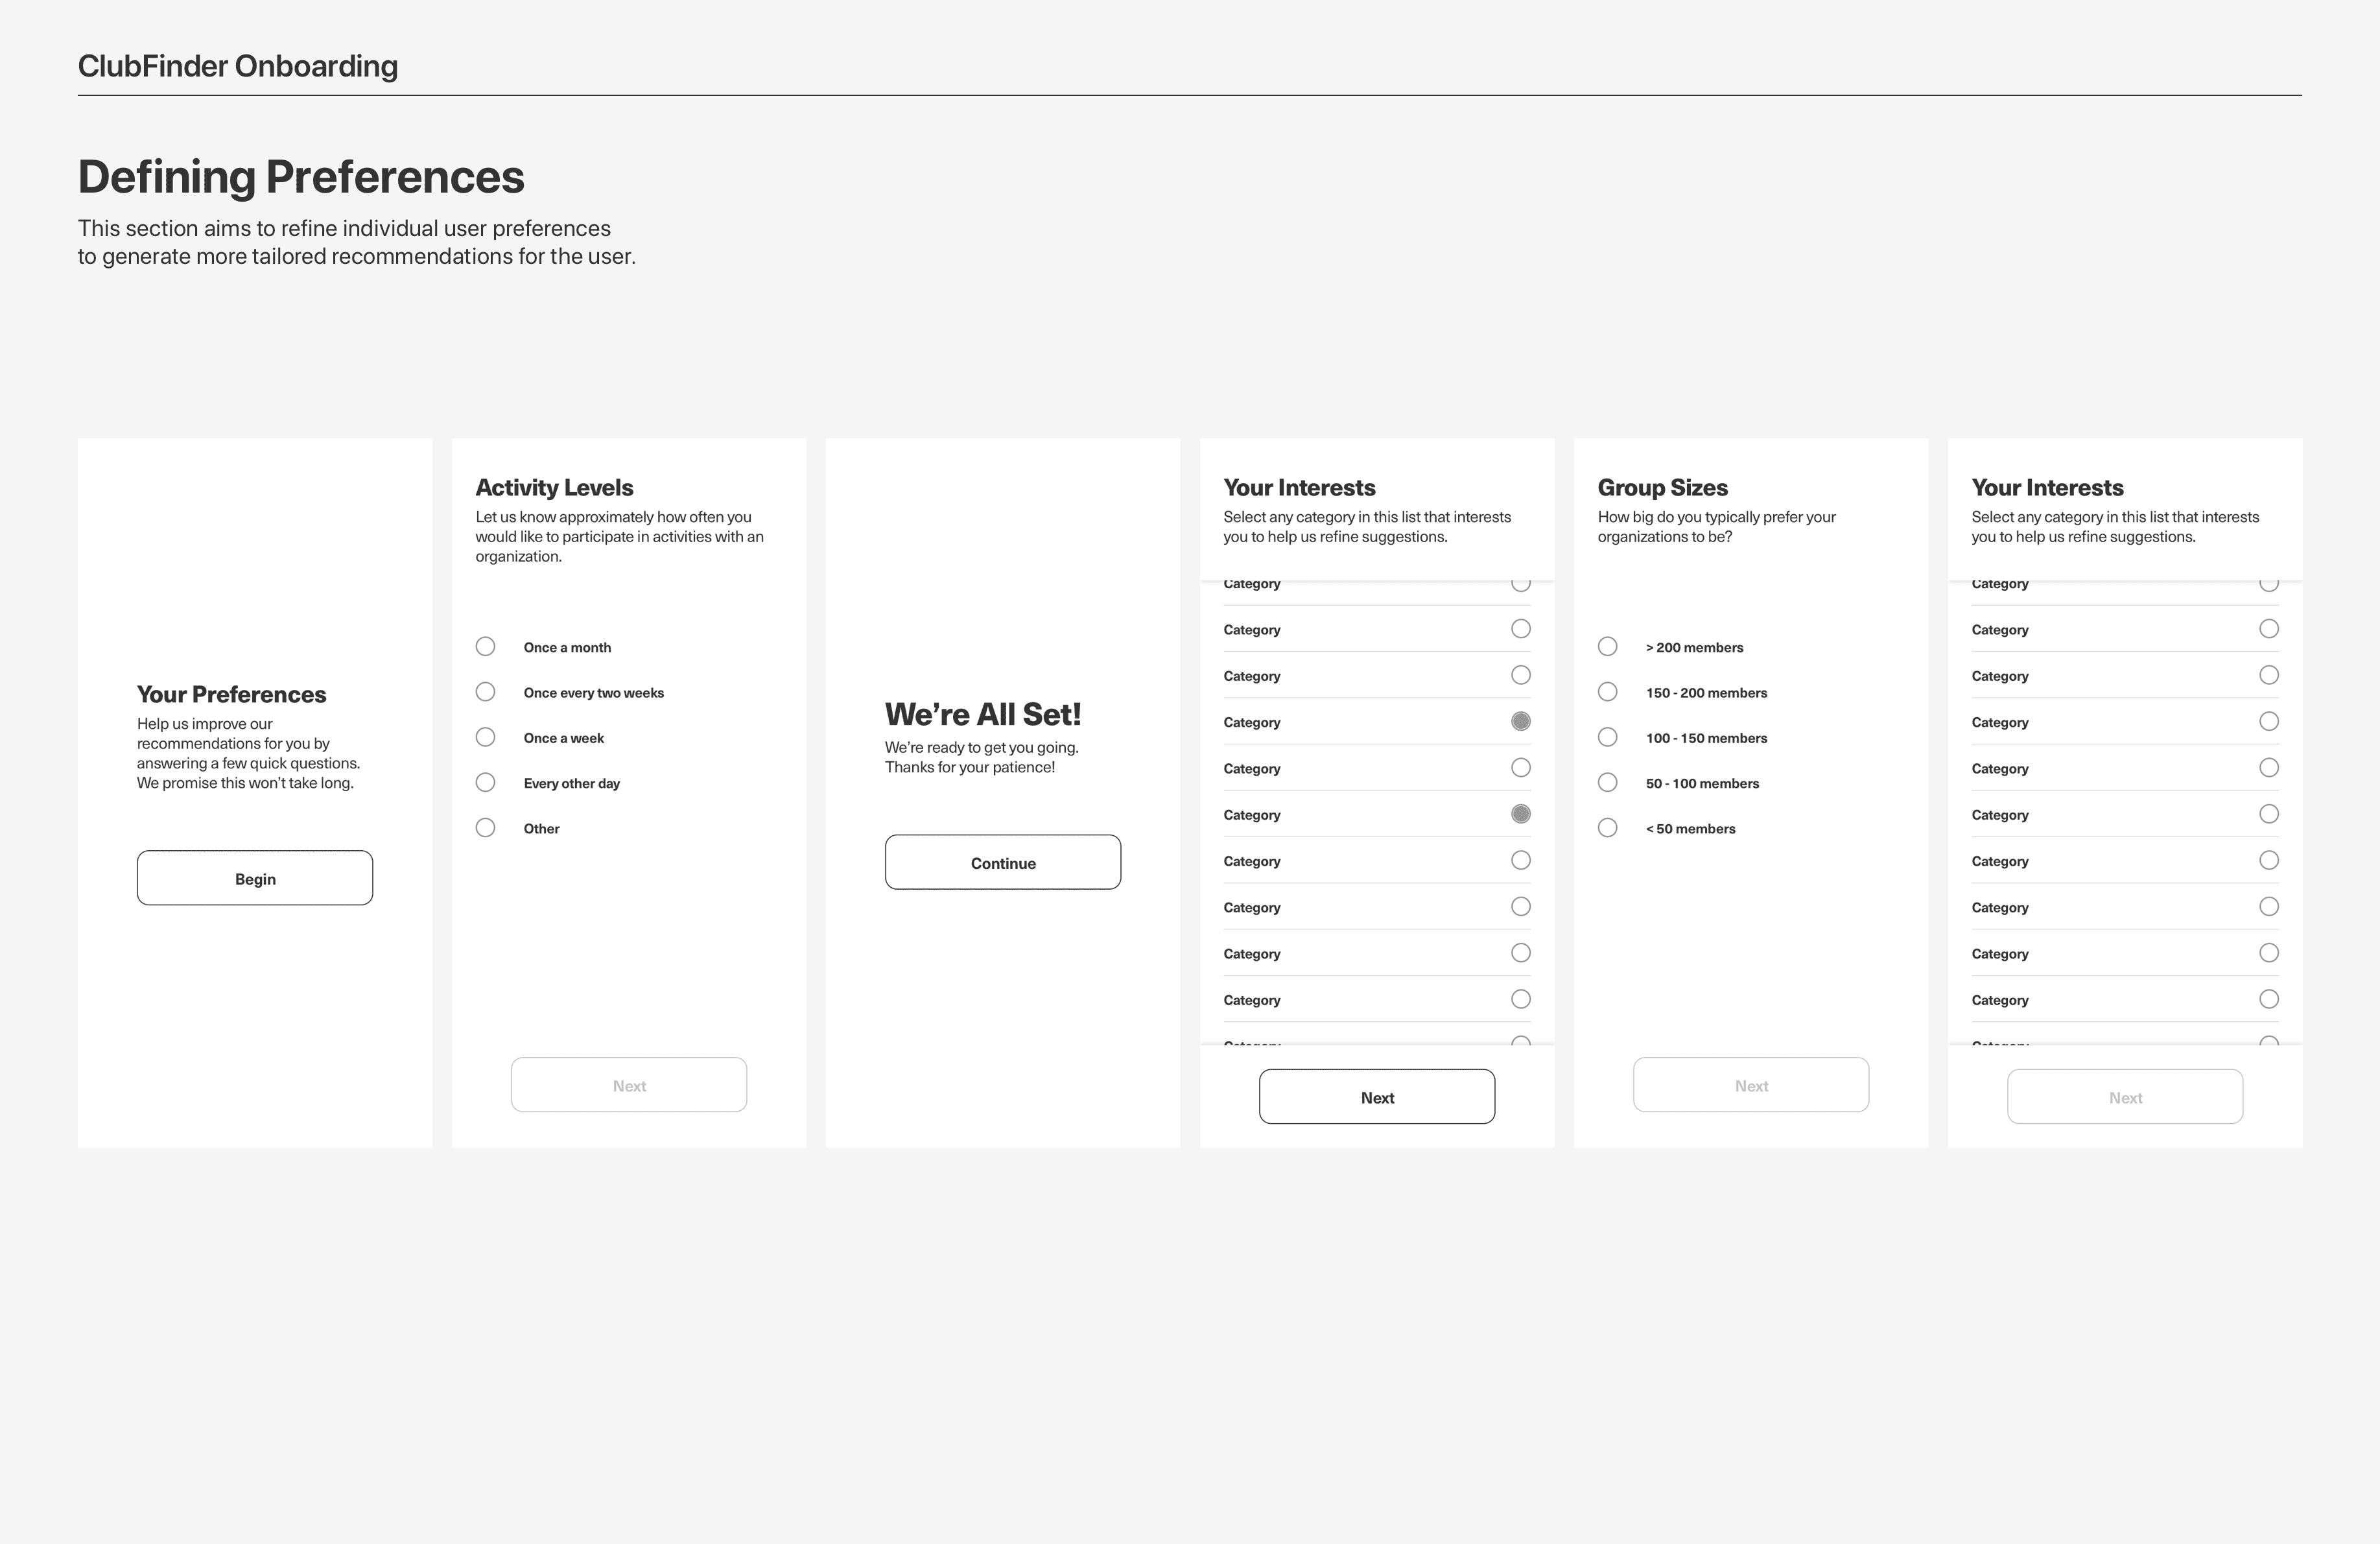 ClubFinder Onboarding
Defining Preferences
This section aims to refine individual user preferences
to generate more tailored recommendations for the user.
Your Preferences
Help us improve our
recommendations for you by
answering a few quick questions.
We promise this won’t take long.
Begin
Activity Levels
Let us know approximately how often you
would like to participate in activities with an
organization.
Once a month
Once every two weeks
Once a week
Every other day
Other
Next
We’re All Set!
We’re ready to get you going.
Thanks for your patience!
Continue
Your Interests
Select any category in this list that interests
you to help us refine suggestions.
Category
Category
Category
Category
Category
Category
Category
Category
Category
Category
Category
Next
Group Sizes
How big do you typically prefer your
organizations to be?
> 200 members
150 - 200 members
100 - 150 members
50 - 100 members
< 50 members
Next
Your Interests
Select any category in this list that interests
you to help us refine suggestions.
Category
Category
Category
Category
Category
Category
Category
Category
Category
Category
Category
Next